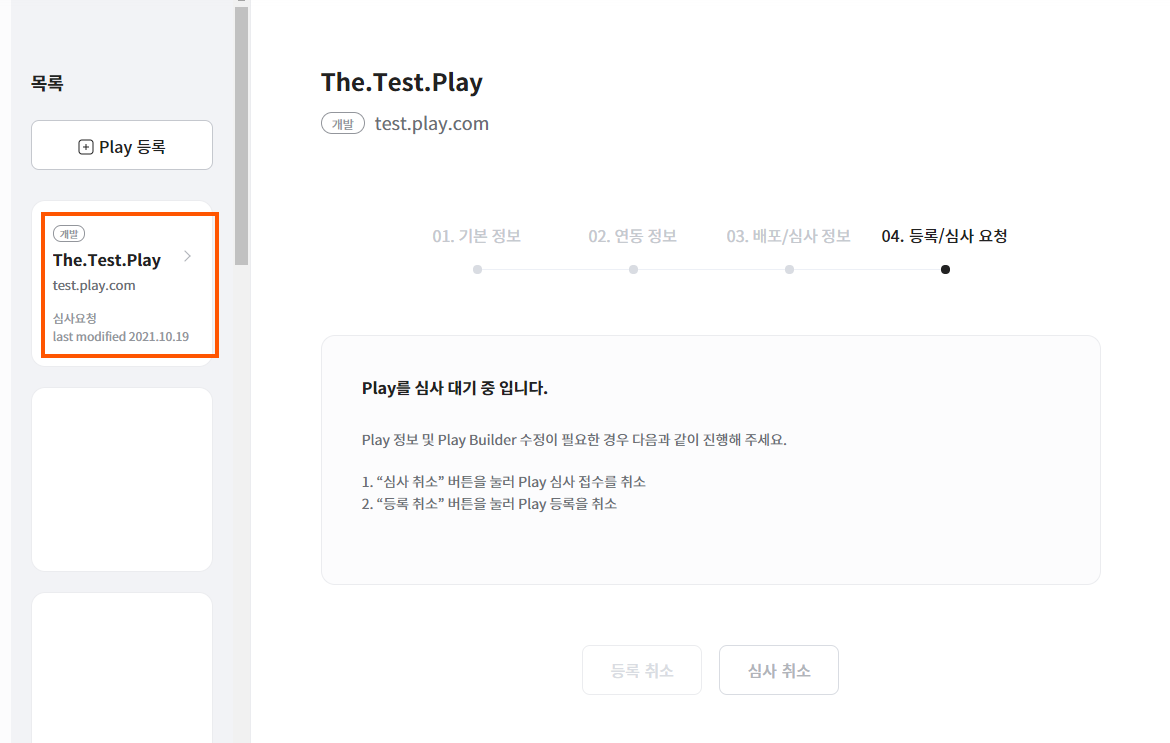 목록
Play 등록
개발
The.Test.Play
test.play.com
심사요청
last modified 2021.10.19
The.Test.Play
개발 test.play.com
01. 기본 정보 02. 연동 정보 03. 배포/심사 정보 04. 등록/심사 요청
Play를 심사 대기 중 입니다.
Play 정보 및 Play Builder 수정이 필요한 경우 다음과 같이 진행해 주세요.
1. “심사 취소” 버튼을 눌러 Play 심사 접수를 취소
2. “등록 취소” 버튼을 눌러 Play 등록을 취소
등록 취소 심사 취소